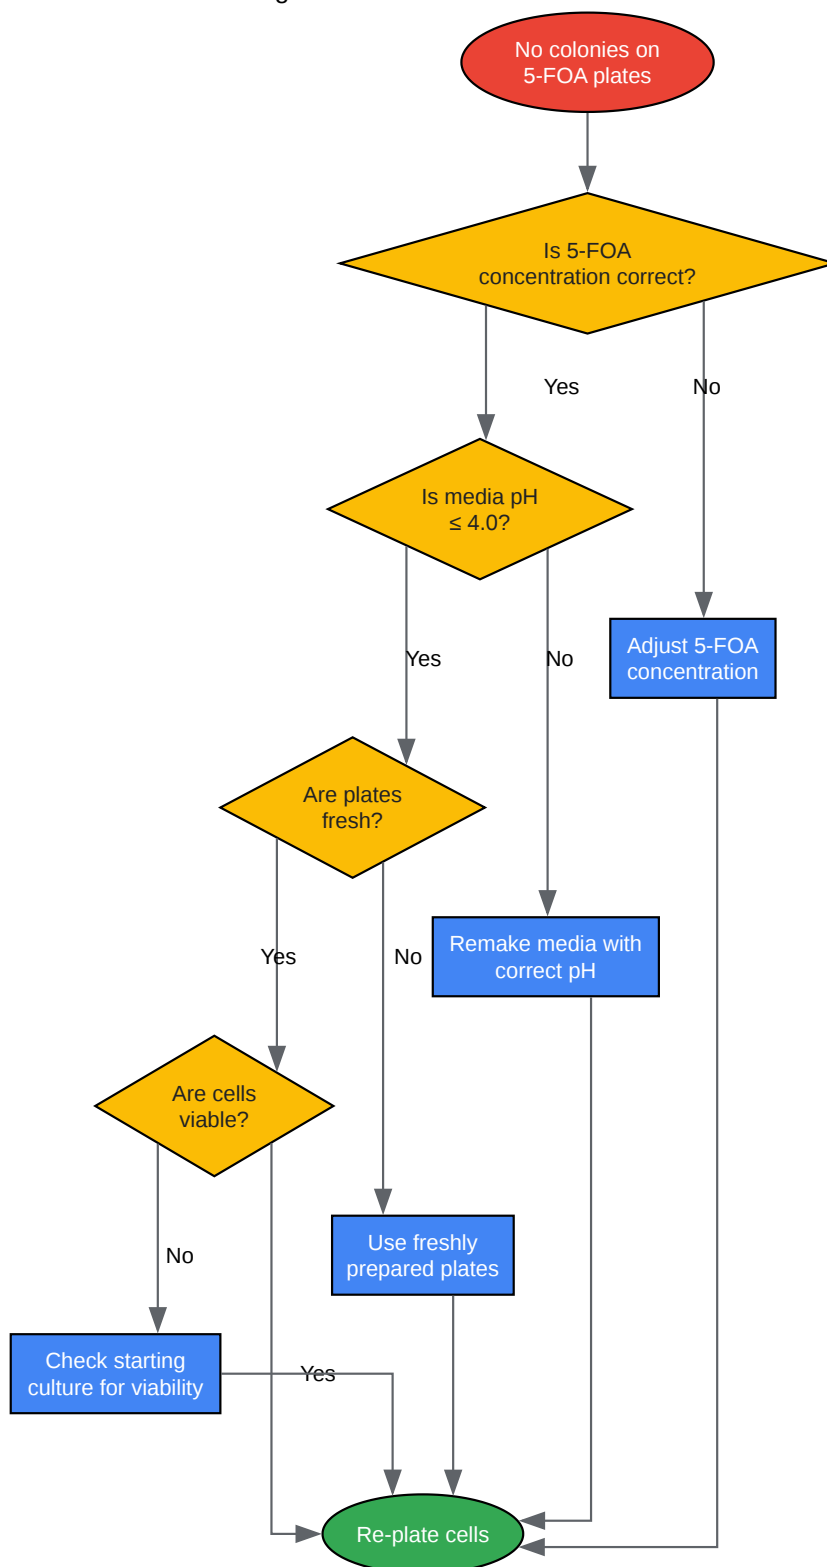 No colonies on
5-FOA plates
Is 5-FOA
concentration correct?
Yes
No
Is media pH
≤ 4.0?
Adjust 5-FOA
concentration
Yes
No
Are plates
fresh?
Remake media with
correct pH
Yes
No
Are cells
viable?
Use freshly
prepared plates
No
Check starting
culture for viability
Yes
Re-plate cells